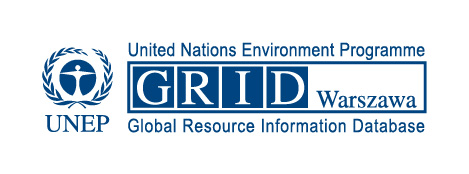 United Nations Environment Programme
GRID Warszawa
UNEP
Global Resource Information Database